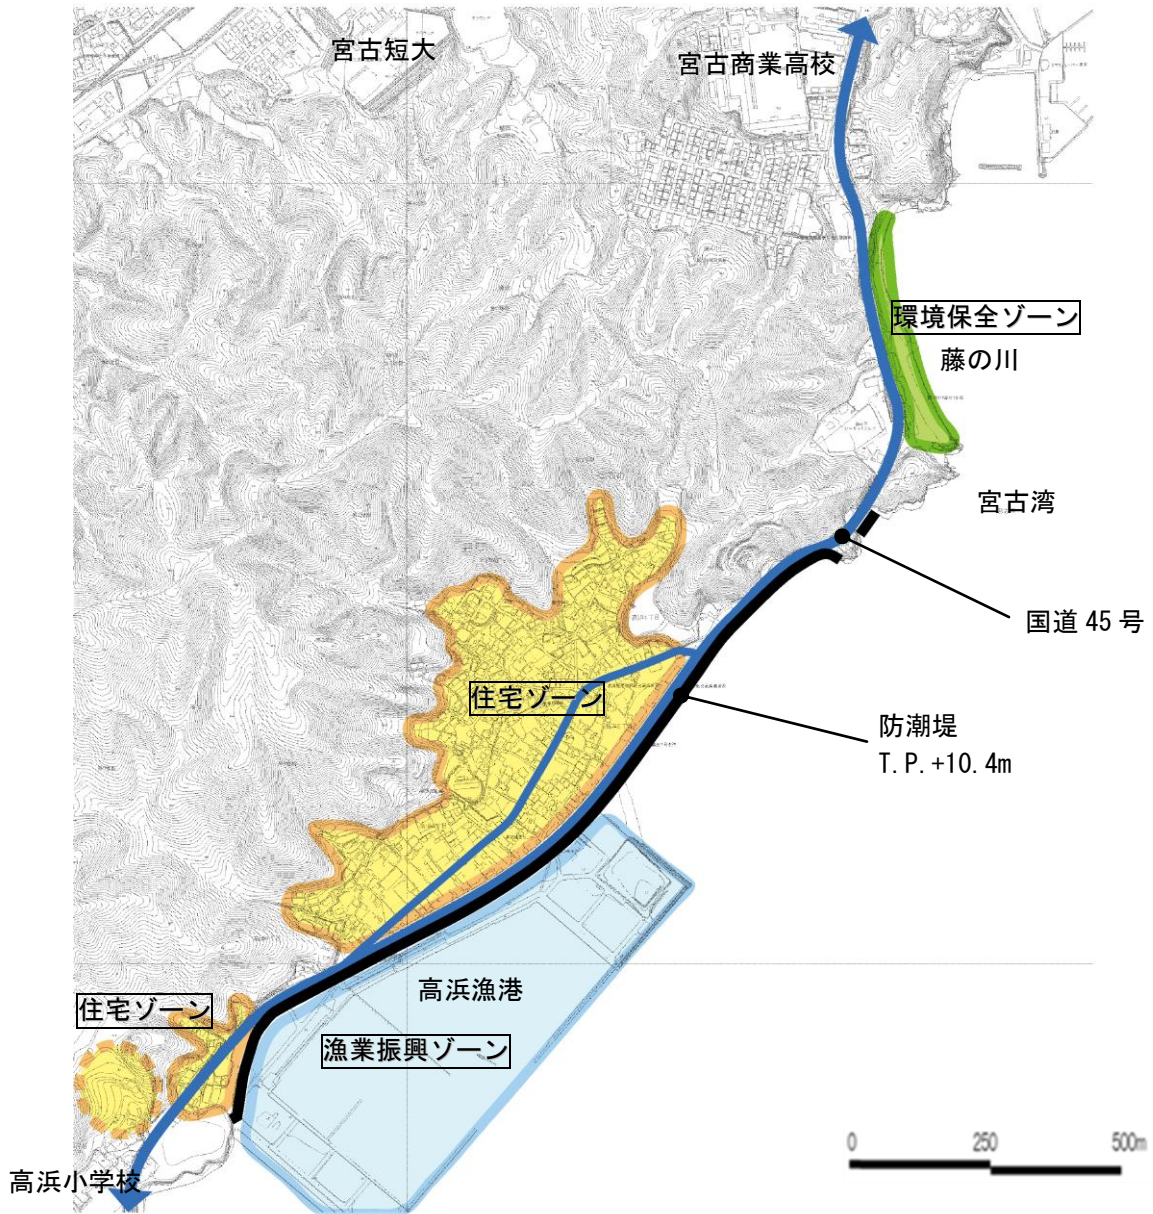 宮古短大
宮古商業高校
環境保全ゾーン
藤の川
宮古湾
国道 45 号
住宅ゾーン
防潮堤
T.P.+10.4m
高浜漁港
住宅ゾーン
漁業振興ゾーン
0 250 500m
高浜小学校